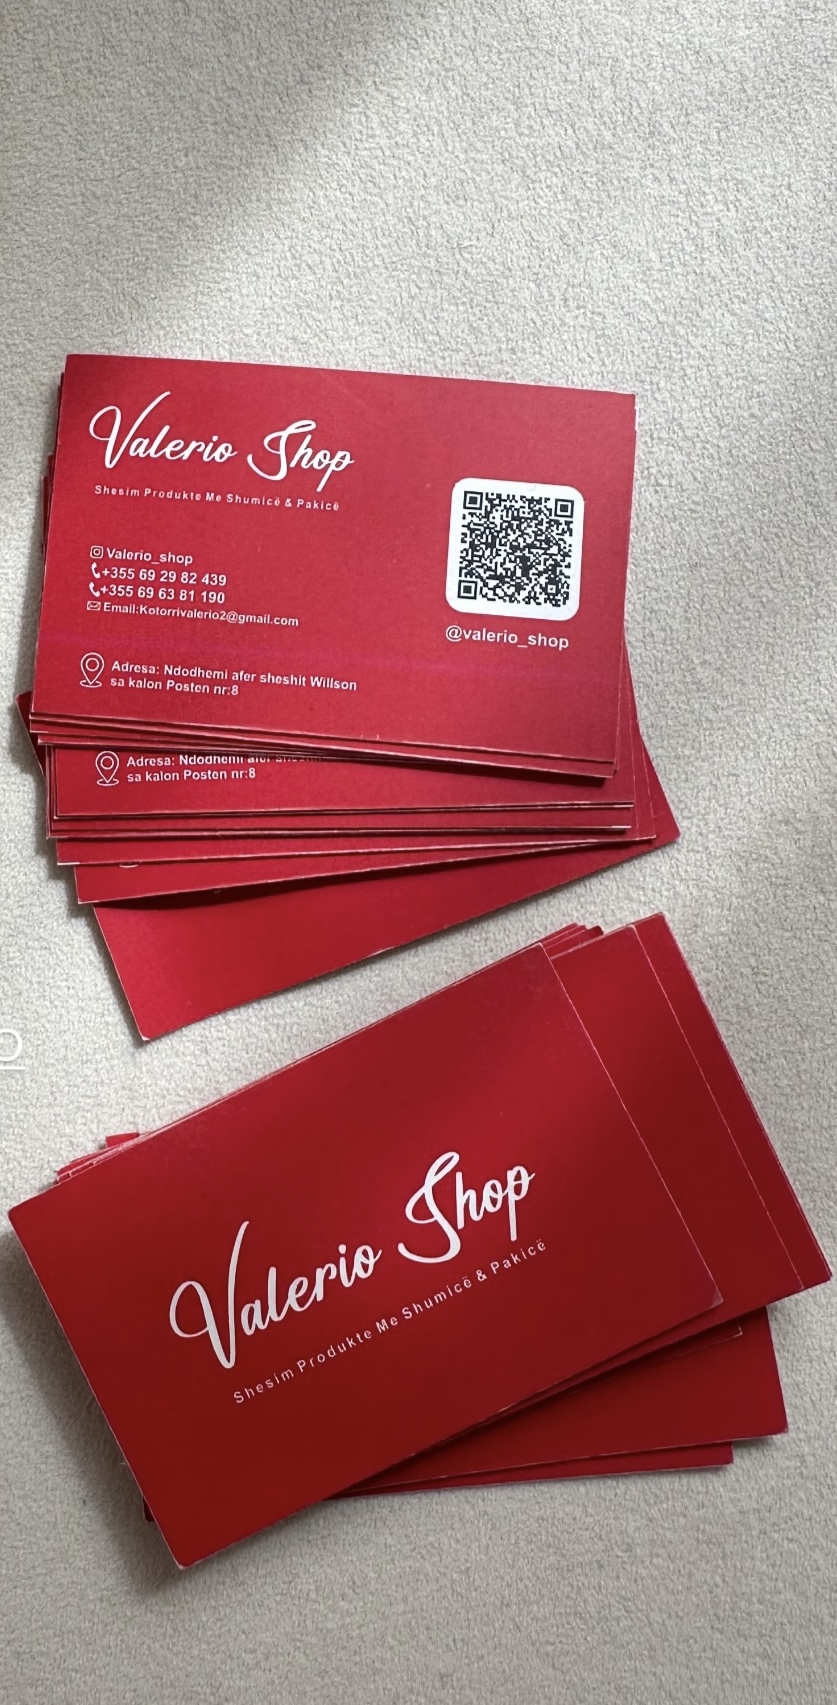 Valerio Shop
Shesim Produkte Me Shumicë & Pakicë
Valerio_shop
+355 69 29 82 439
+355 69 63 81 190
Email:Kotorrivalerio2@gmail.com
@valerio_shop
Adresa: Ndodhemi afer sheshit Willson
sa kalon Posten nr:8
Adresa: Ndodhemi afer
sa kalon Posten nr:8
Valerio Shop
Shesim Produkte Me Shumicë & Pakicë